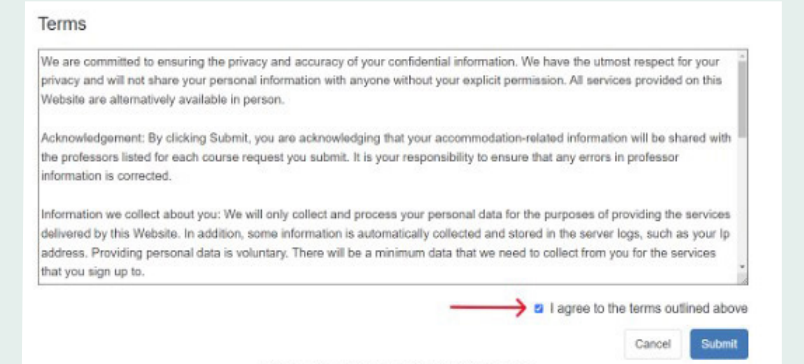 Terms
We are committed to ensuring the privacy and accuracy of your confidential information. We have the utmost respect for your
privacy and will not share your personal information with anyone without your explicit permission. All services provided on this
Website are alternatively available in person.
Acknowledgement: By clicking Submit, you are acknowledging that your accommodation-related information will be shared with
the professors listed for each course request you submit. It is your responsibility to ensure that any errors in professor
information is corrected.
Information we collect about you: We will only collect and process your personal data for the purposes of providing the services
delivered by this Website. In addition, some information is automatically collected and stored in the server logs, such as your Ip
address. Providing personal data is voluntary. There will be a minimum data that we need to collect from you for the services
that you sign up to.
I agree to the terms outlined above
Cancel Submit